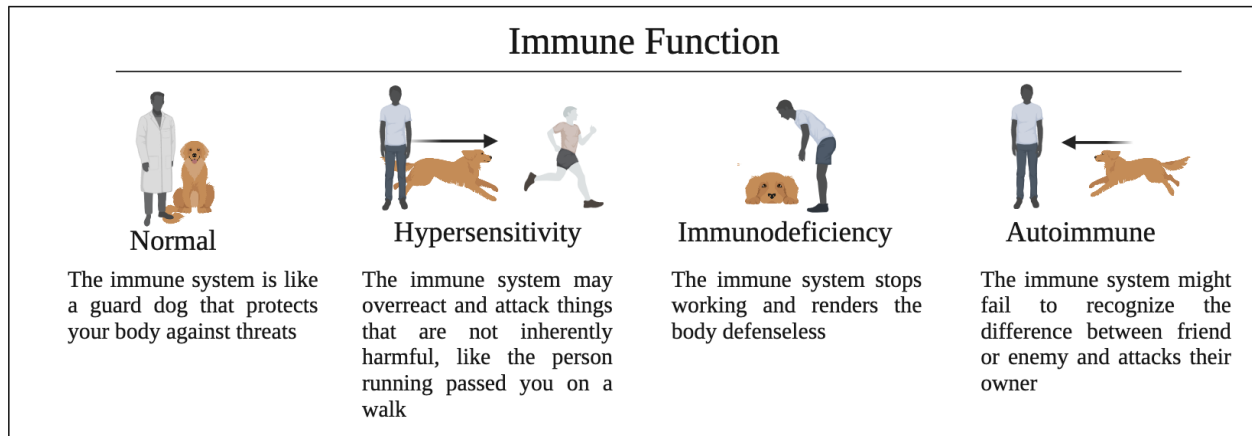 Immune Function
Normal
The immune system is like
a guard dog that protects
your body against threats
Hypersensitivity
The immune system may
overreact and attack things
that are not inherently
harmful, like the person
running passed you on a
walk
Immunodeficiency
The immune system stops
working and renders the
body defenseless
Autoimmune
The immune system might
fail to recognize the
difference between friend
or enemy and attacks their
owner